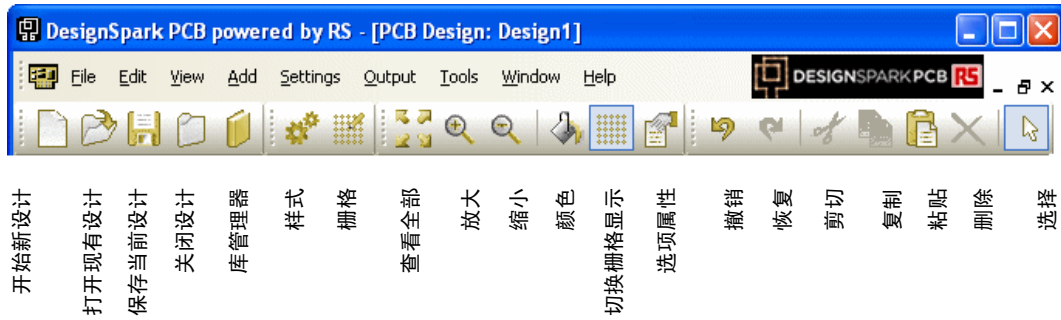 DesignSpark PCB powered by RS - [PCB Design: Design1]
File Edit View Add Settings Output Tools Window Help
DESIGNSPARK PCB RS
开始新设计
打开现有设计
保存当前设计
关闭设计
库管理器
样式
栅格
查看全部
放大
缩小
颜色
切换栅格显示
选项属性
撤销
恢复
剪切
复制
粘贴
删除
选择